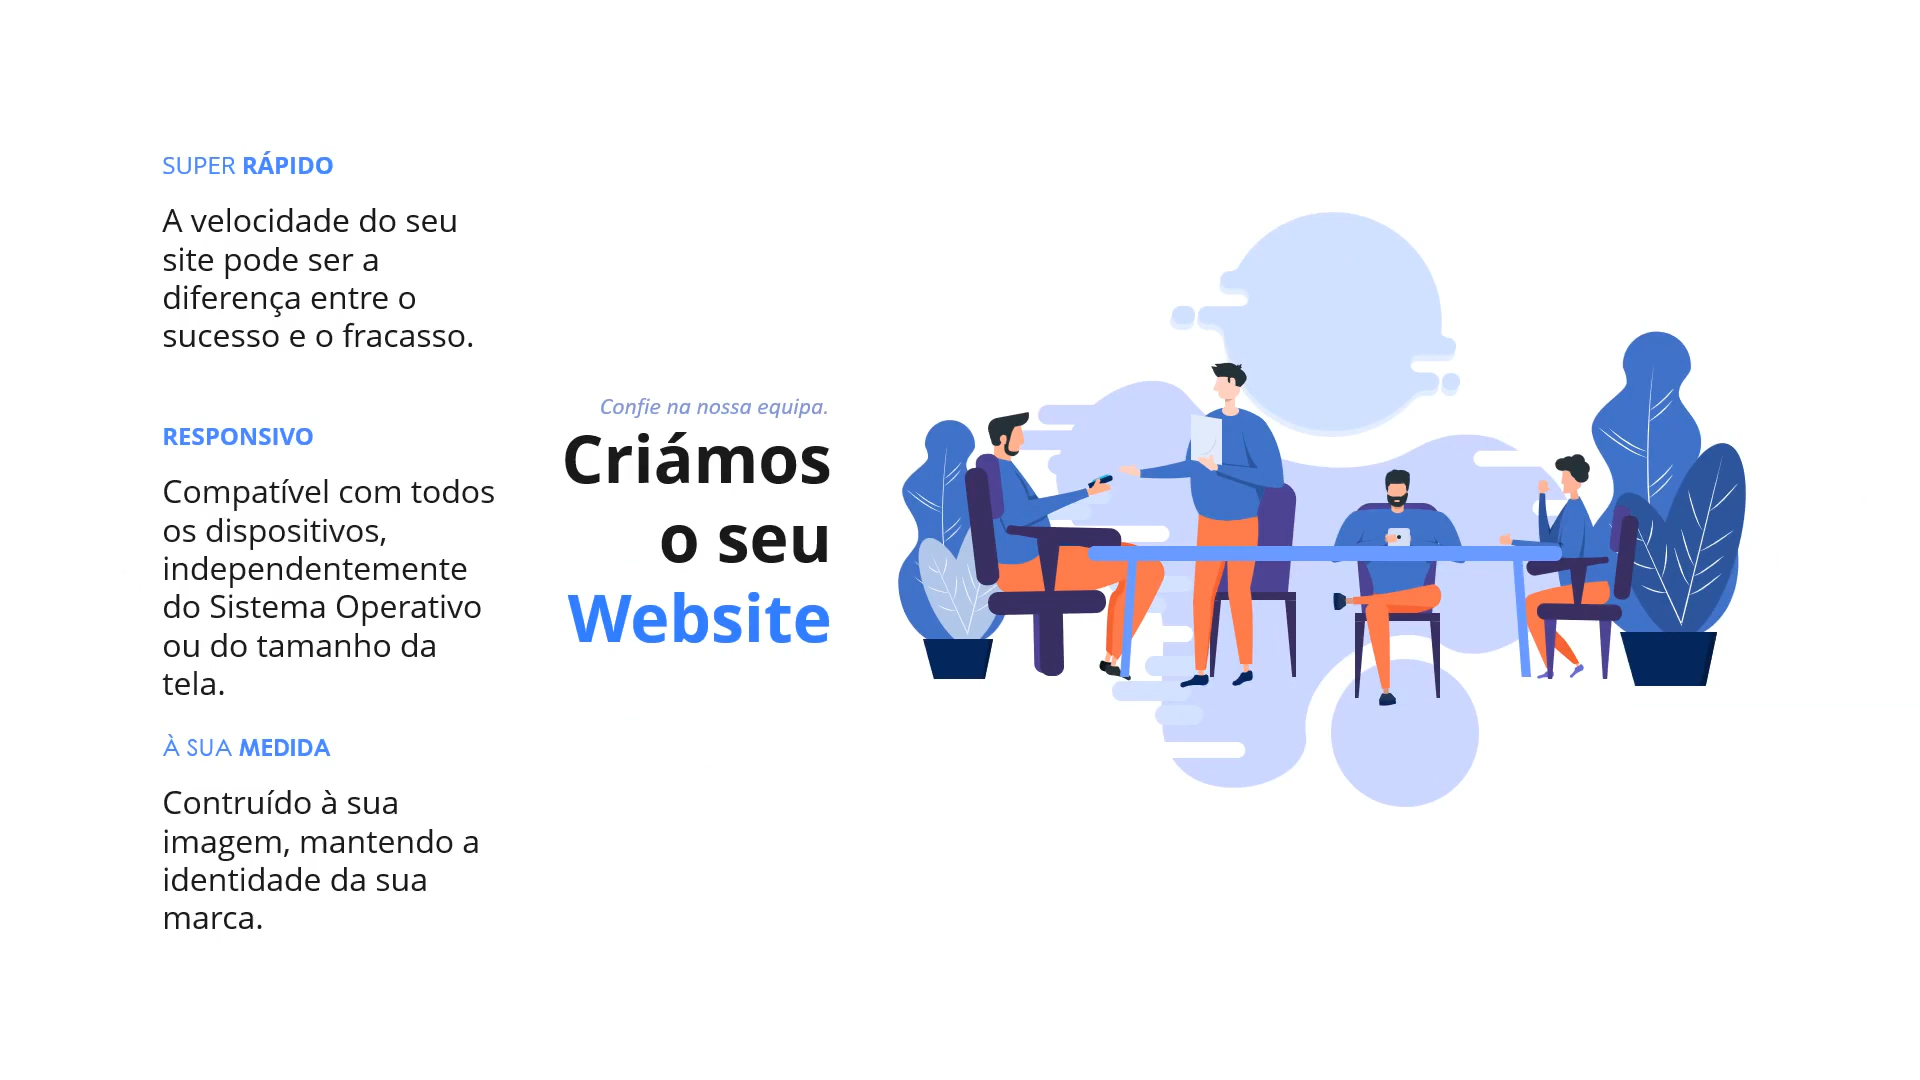 SUPER RÁPIDO
A velocidade do seu
site pode ser a
diferença entre o
sucesso e o fracasso.
RESPONSIVO
Compatível com todos
os dispositivos,
independentemente
do Sistema Operativo
ou do tamanho da
tela.
À SUA MEDIDA
Contruído à sua
imagem, mantendo a
identidade da sua
marca.
Confie na nossa equipa.
Criámos
o seu
Website